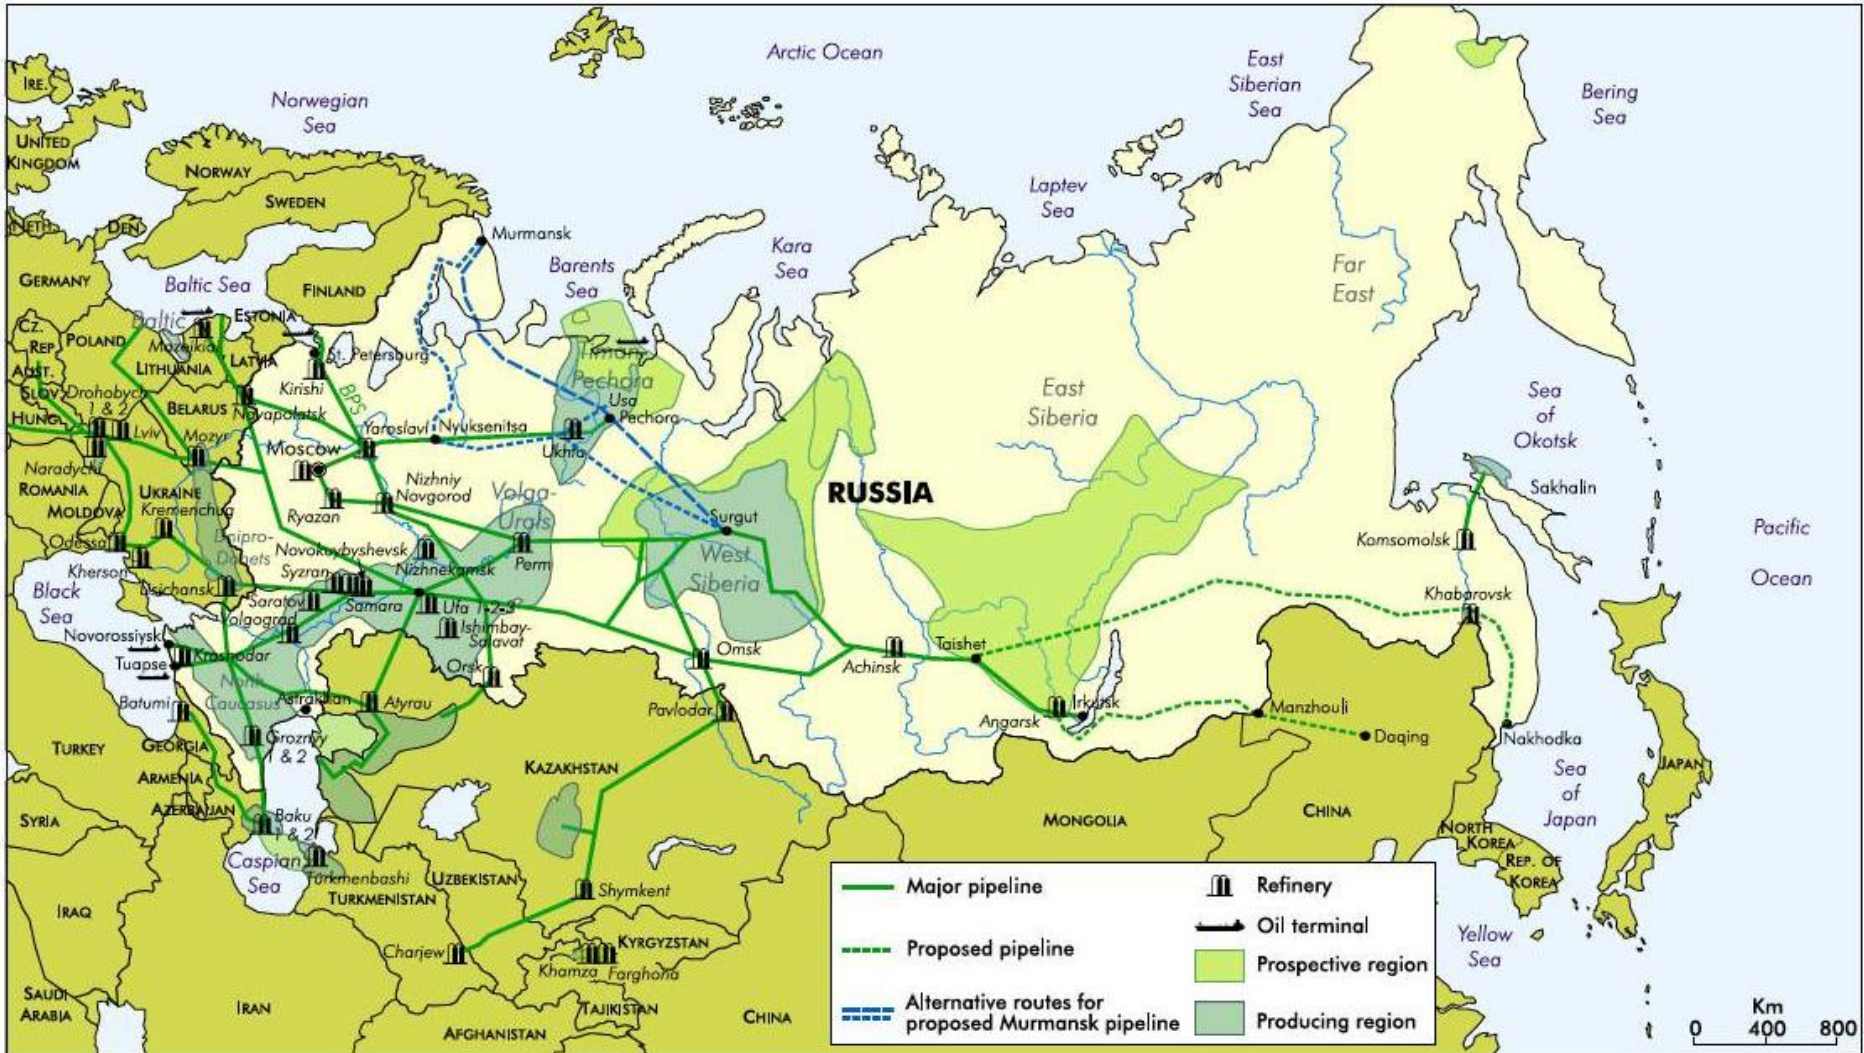 Arctic Ocean
East
Siberian
Sea
Bering
Sea
IRE.
Norwegian
Sea
UNITED
KINGDOM
NORWAY
SWEDEN
Laptev
Sea
NETH.
DEN.
Murmansk
Kara
Sea
Barents
Sea
Far
East
GERMANY
Baltic Sea
FINLAND
ESTONIA
Baltic
CZ.
REP.
POLAND
Mazeikiai
LATVIA
St. Petersburg
Timan
Pechora
AUST.
LITHUANIA
SLOV.
Drohobych
1 & 2
Kirishi
BPS
Usa
Pechora
East
Siberia
Sea
of
Okotsk
HUNG.
BELARUS
Novapolatsk
Lviv
Mozyr
Yaroslavl
Nyuksenitsa
Moscow
Ukhta
Naradychi
ROMANIA
MOLDOVA
UKRAINE
Kremenchug
Nizhniy
Novgorod
Volga-
Urals
RUSSIA
Sakhalin
Ryazan
Surgut
Pacific
Ocean
Odessa
Dnipro-
Donets
Novokuybyshevsk
Kherson
Syzran
Nizhnekamsk
Perm
West
Siberia
Komsomolsk
Black
Sea
Lisichansk
Saratov
Samara
Ufa 1-2-3
Khabarovsk
Volgograd
Ishimbay-
Salavat
Novorossiysk
Tuapse
Krasnodar
Omsk
Achinsk
Taishet
Orsk
North
Caucasus
Astrakhan
Atyrau
Batumi
Pavlodar
Angarsk
Irkutsk
Manzhouli
Daqing
Nakhodka
TURKEY
GEORGIA
Groznyy
1 & 2
KAZAKHSTAN
ARMENIA
AZERBAIJAN
Baku
1 & 2
SYRIA
MONGOLIA
CHINA
JAPAN
Sea
of
Japan
NORTH
KOREA
REP. OF
KOREA
Caspian
Sea
Turkmenbashi
UZBEKISTAN
TURKMENISTAN
Shymkent
IRAQ
Charjew
KYRGYZSTAN
Khamza
Farghona
Yellow
Sea
SAUDI
ARABIA
IRAN
TAJIKISTAN
AFGHANISTAN
CHINA
Major pipeline
Proposed pipeline
Alternative routes for
proposed Murmansk pipeline
Refinery
Oil terminal
Prospective region
Producing region
Km
0 400 800